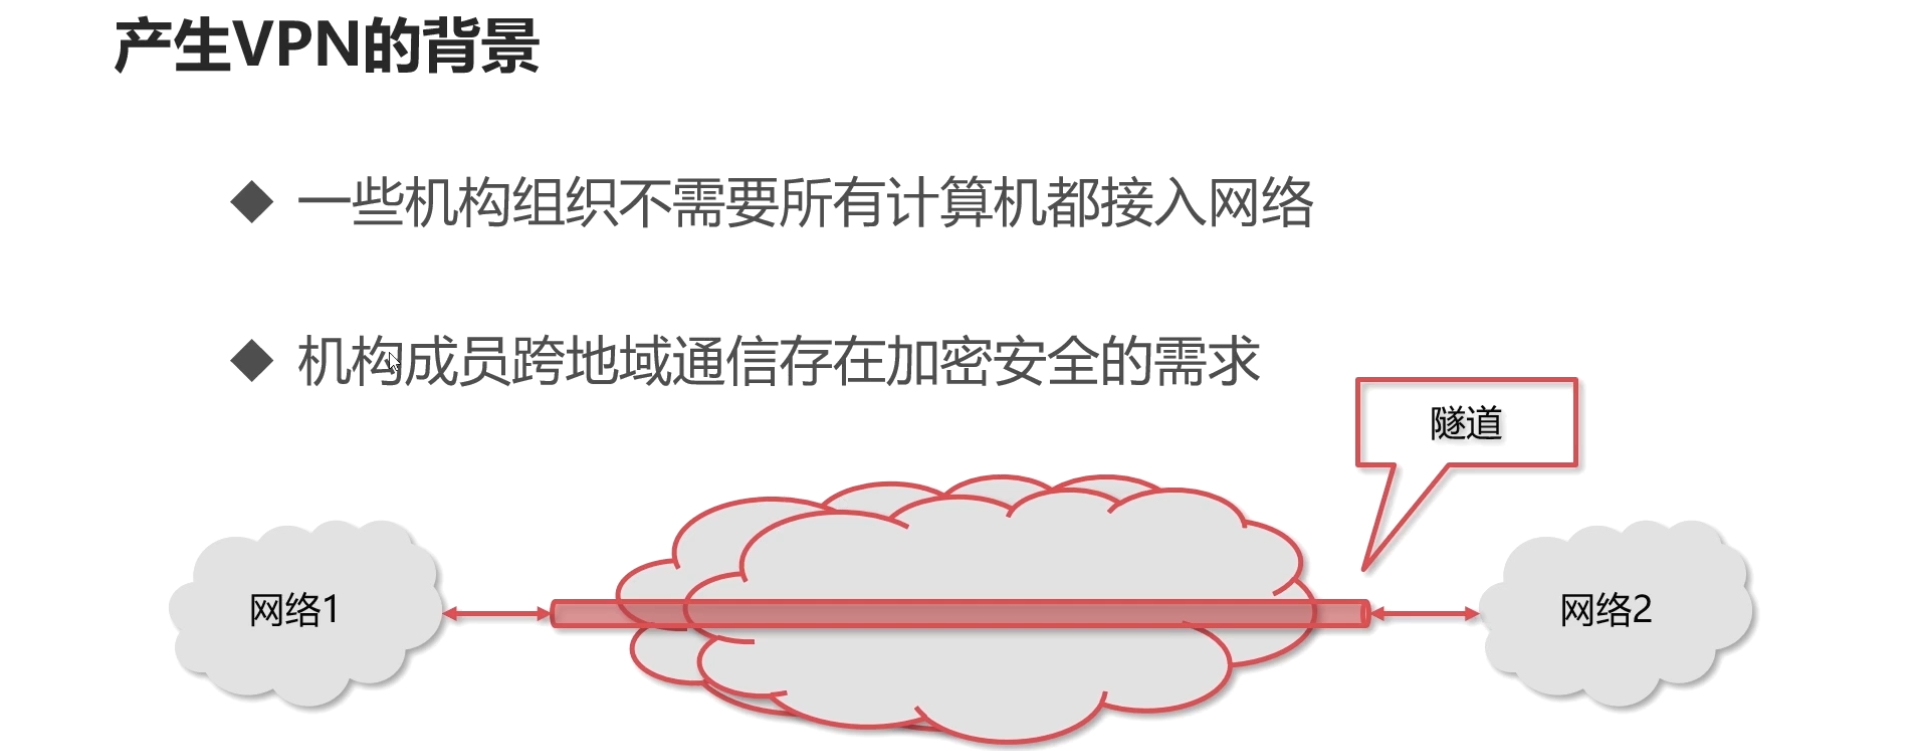 产生VPN的背景
一些机构组织不需要所有计算机都接入网络
机构成员跨地域通信存在加密安全的需求
隧道
网络1
网络2